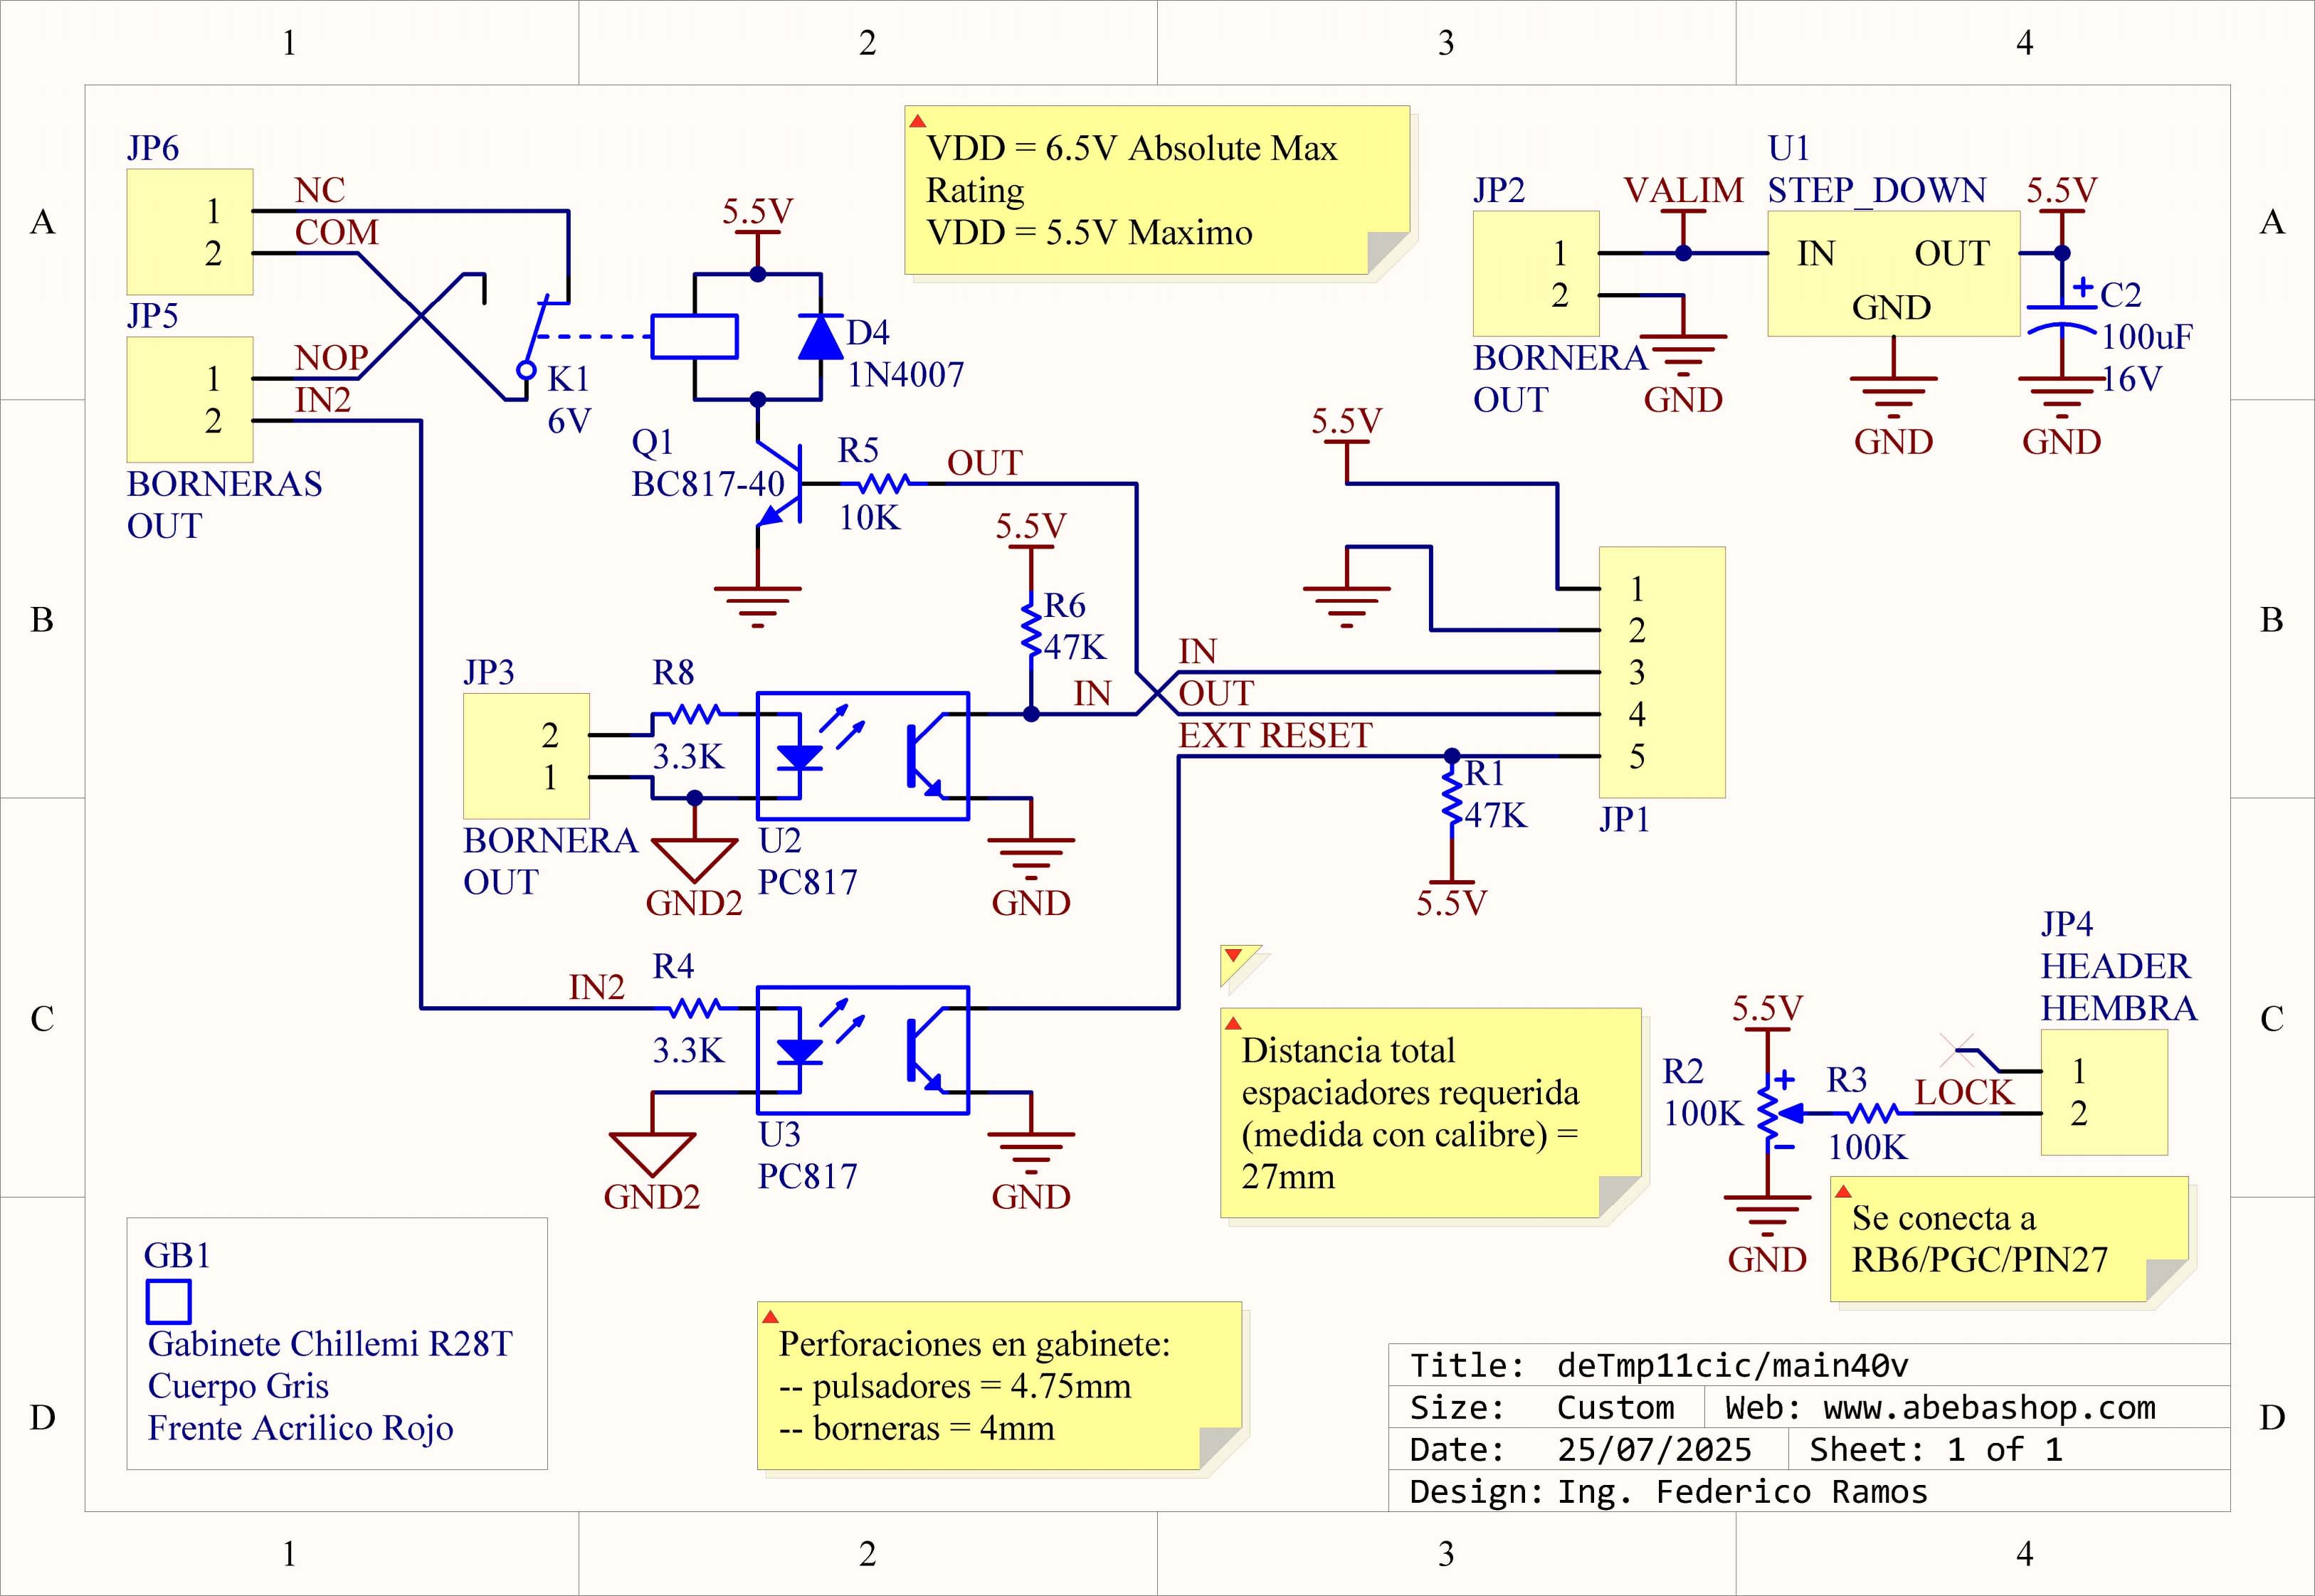 1
2
3
4
A
A
B
B
C
C
D
D
1
2
3
4
JP6
1
2
NC
COM
JP5
1
2
NOP
IN2
BORNERAS
OUT
K1
6V
5.5V
D4
1N4007
Q1
BC817-40
R5
10K
OUT
VDD = 6.5V Absolute Max
Rating
VDD = 5.5V Maximo
JP2
1
2
BORNERA
OUT
VALIM
GND
U1
STEP_DOWN
IN
OUT
GND
GND
5.5V
+
C2
100uF
16V
GND
5.5V
R6
47K
IN
5.5V
IN
OUT
EXT RESET
1
2
3
4
5
JP1
R1
47K
5.5V
JP3
2
1
BORNERA
OUT
R8
3.3K
GND2
U2
PC817
GND
IN2
R4
3.3K
GND2
U3
PC817
GND
Distancia total
espaciadores requerida
(medida con calibre) =
27mm
JP4
HEADER
HEMBRA
1
2
5.5V
R2
100K
+
−
R3
100K
LOCK
GND
Se conecta a
RB6/PGC/PIN27
GB1
Gabinete Chillemi R28T
Cuerpo Gris
Frente Acrilico Rojo
Perforaciones en gabinete:
-- pulsadores = 4.75mm
-- borneras = 4mm
Title: deTmp11cic/main40v
Size: Custom Web: www.abebashop.com
Date: 25/07/2025 Sheet: 1 of 1
Design: Ing. Federico Ramos